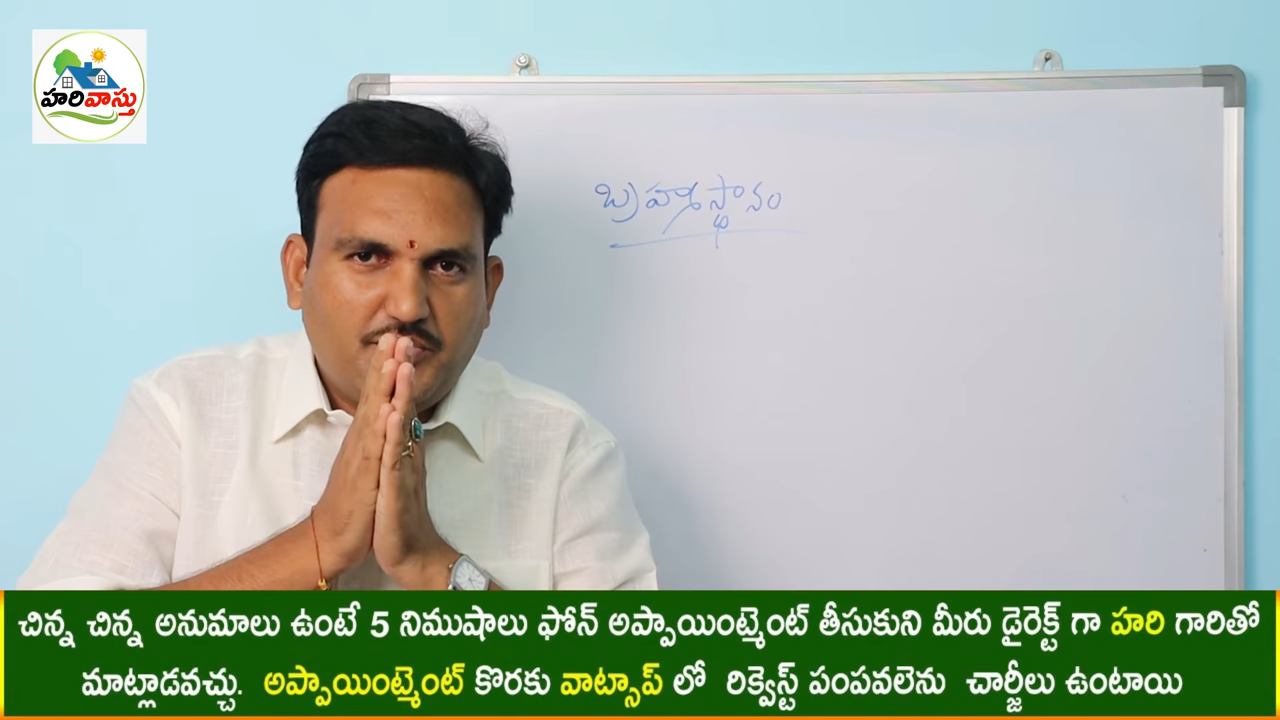 హరివాస్తు
బ్రహ్మస్థానం
చిన్న చిన్న అనుమాలు ఉంటే 5 నిముషాలు ఫోన్ అప్పాయింట్మెంట్ తీసుకుని మీరు డైరెక్ట్ గా హరి గారితో
మాట్లాడవచ్చు. అప్పాయింట్మెంట్ కొరకు వాట్సాప్ లో రిక్వెస్ట్ పంపవలెను చార్జీలు ఉంటాయి